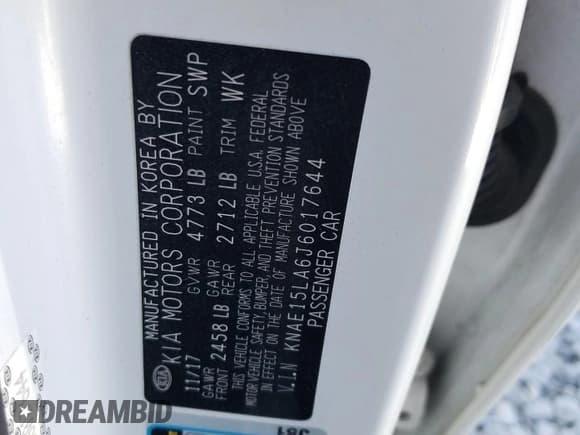 KIA
MANUFACTURED IN KOREA BY
KIA MOTORS CORPORATION
11/17 GVWR 4773 LB PAINT SWP
GAWR FRONT 2458 LB GAWR REAR 2712 LB TRIM WK
THIS VEHICLE CONFORMS TO ALL APPLICABLE U.S.A. FEDERAL
MOTOR VEHICLE SAFETY, BUMPER, AND THEFT PREVENTION STANDARDS
IN EFFECT ON THE DATE OF MANUFACTURE SHOWN ABOVE
V.I.N KNAE15LA6J6017644
PASSENGER CAR
DREAMBID